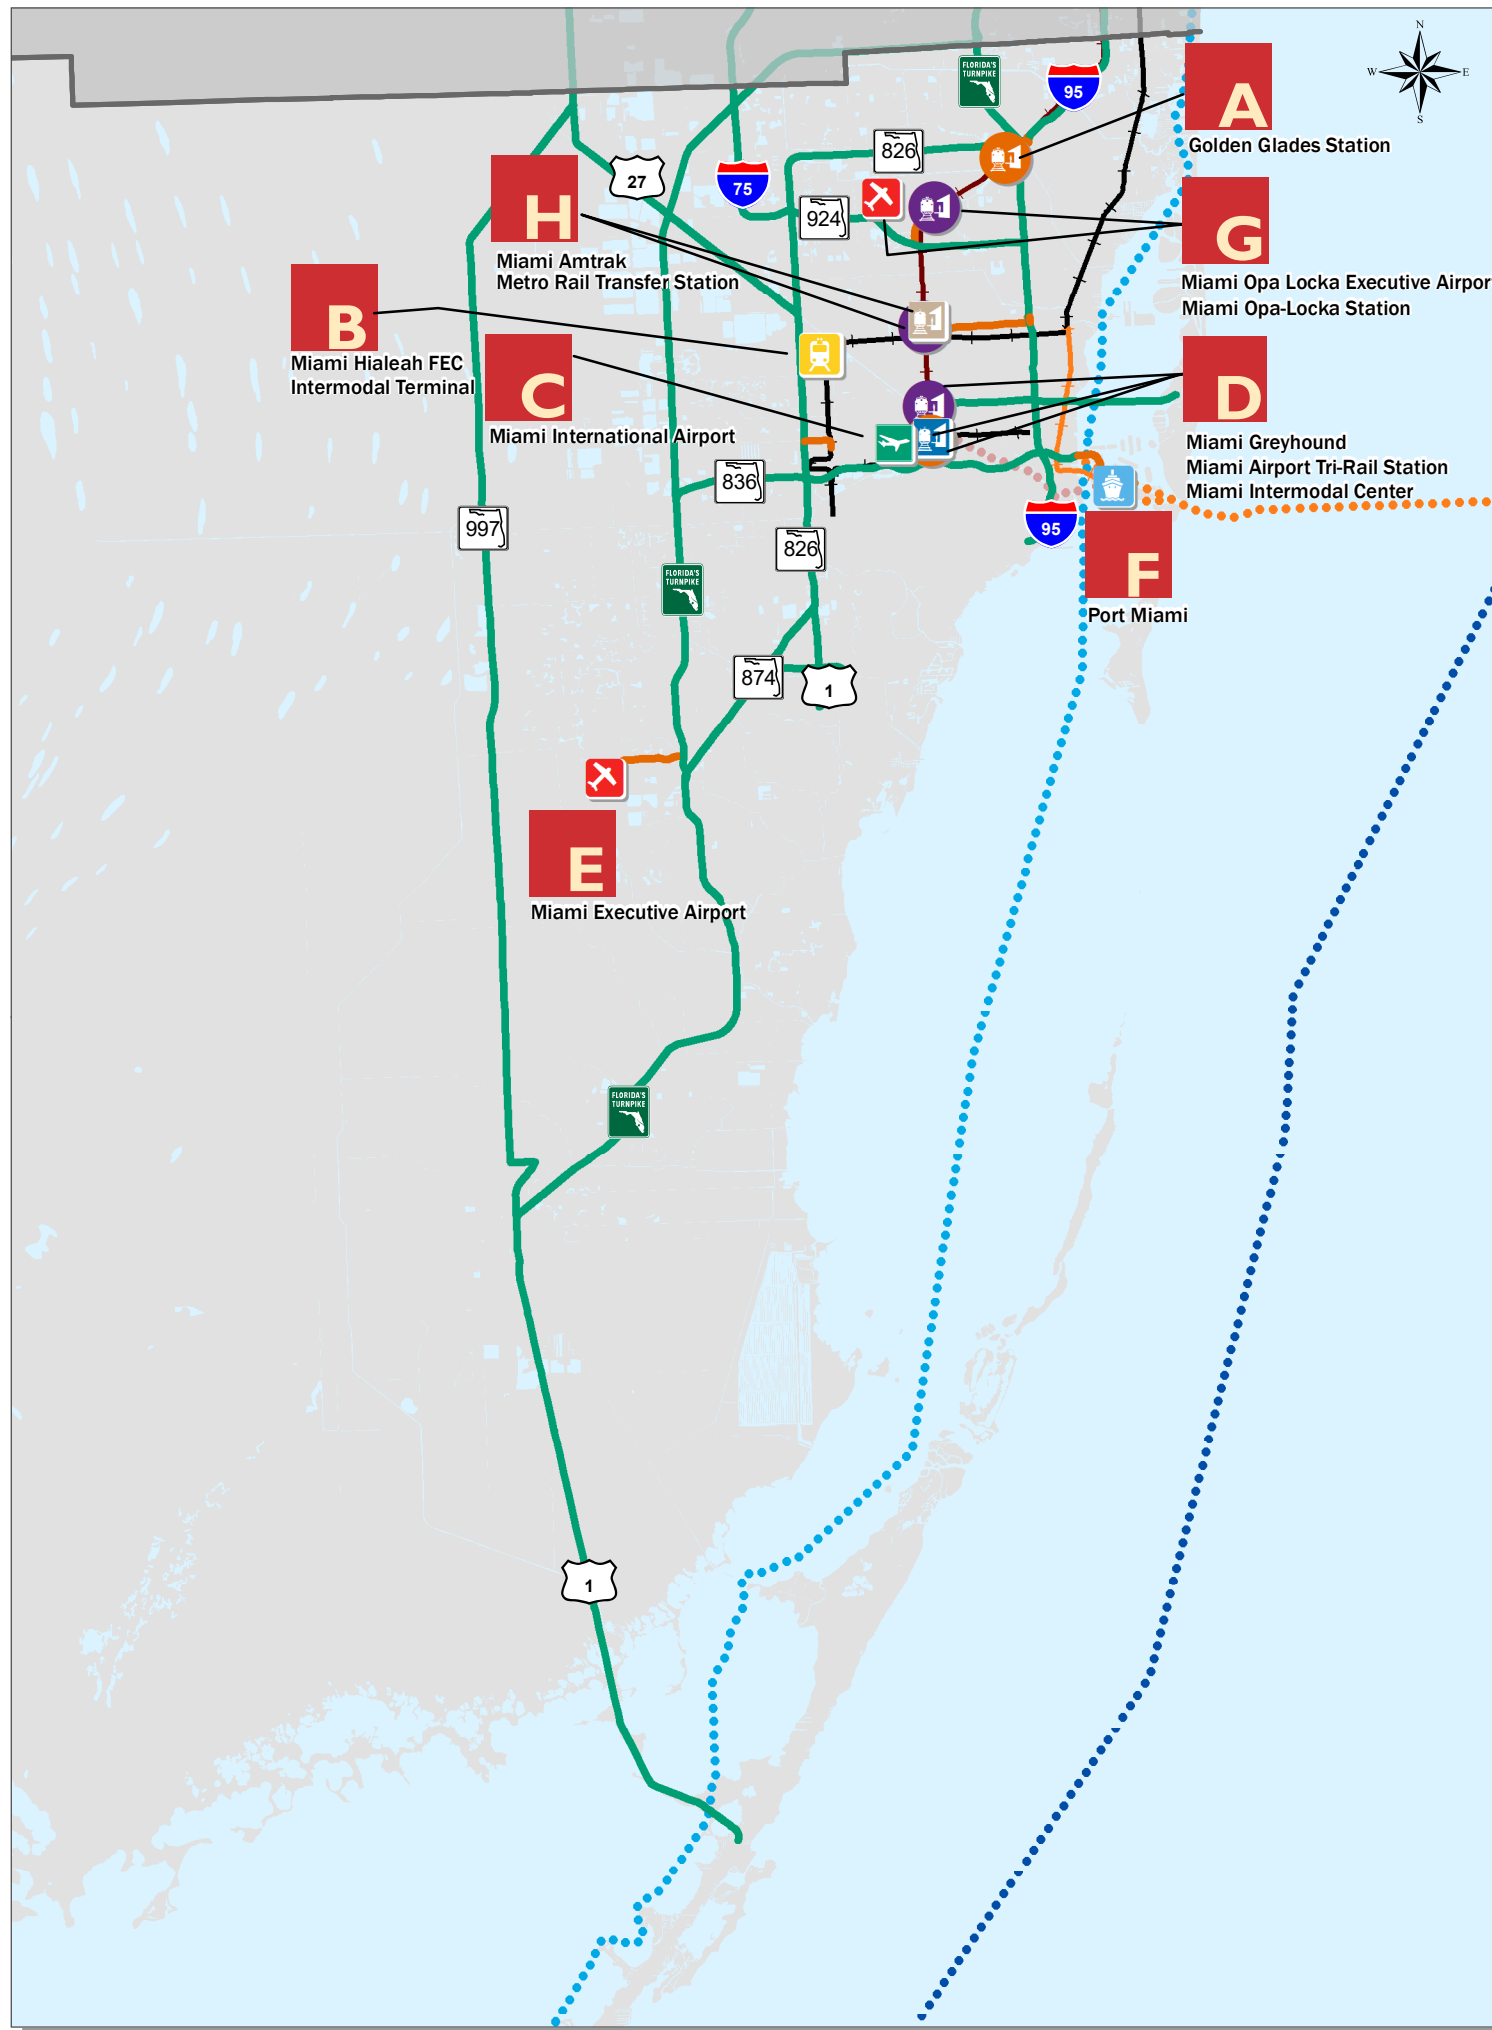 N
W E
S
FLORIDA'S
TURNPIKE
95
A
Golden Glades Station
826
27
75
H
924
G
Miami Amtrak
Metro Rail Transfer Station
Miami Opa Locka Executive Airpor
Miami Opa-Locka Station
B
Miami Hialeah FEC
Intermodal Terminal
C
Miami International Airport
D
Miami Greyhound
Miami Airport Tri-Rail Station
Miami Intermodal Center
836
997
95
826
F
Port Miami
FLORIDA'S
TURNPIKE
874
1
E
Miami Executive Airport
FLORIDA'S
TURNPIKE
1